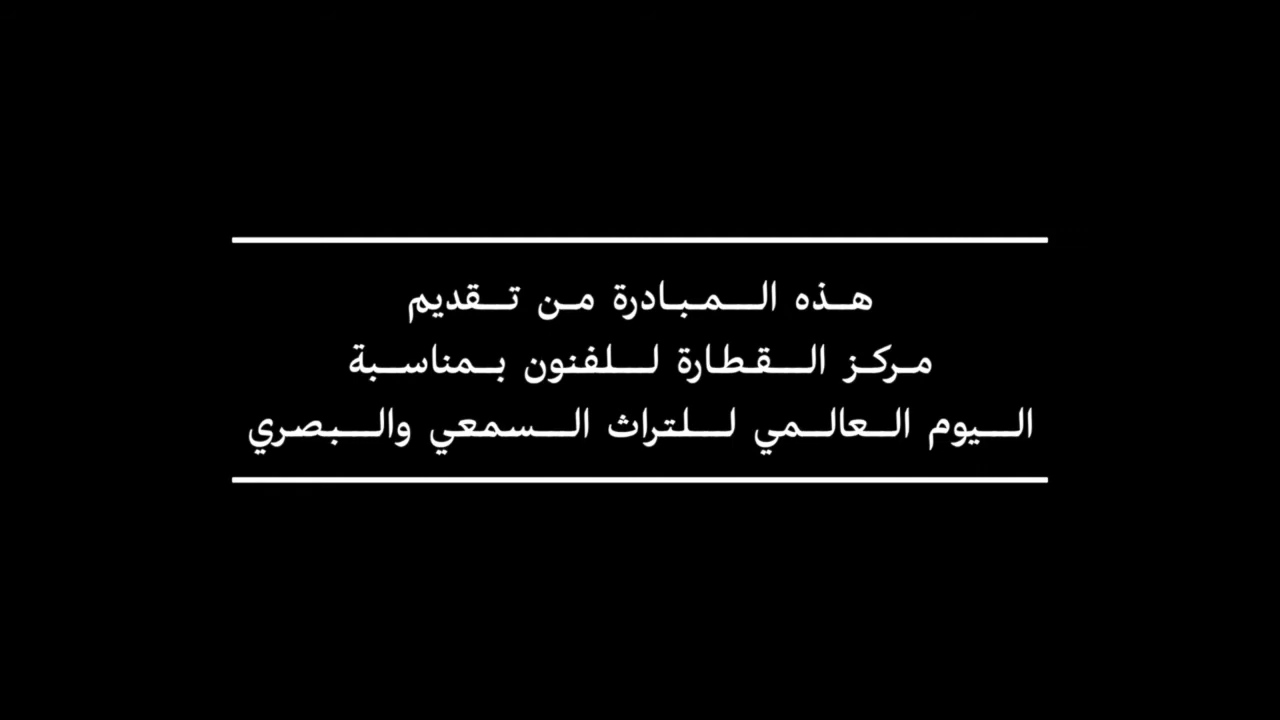 هذه المبادرة من تقديم
مركز القطارة للفنون بمناسبة
اليوم العالمي للتراث السمعي والبصري